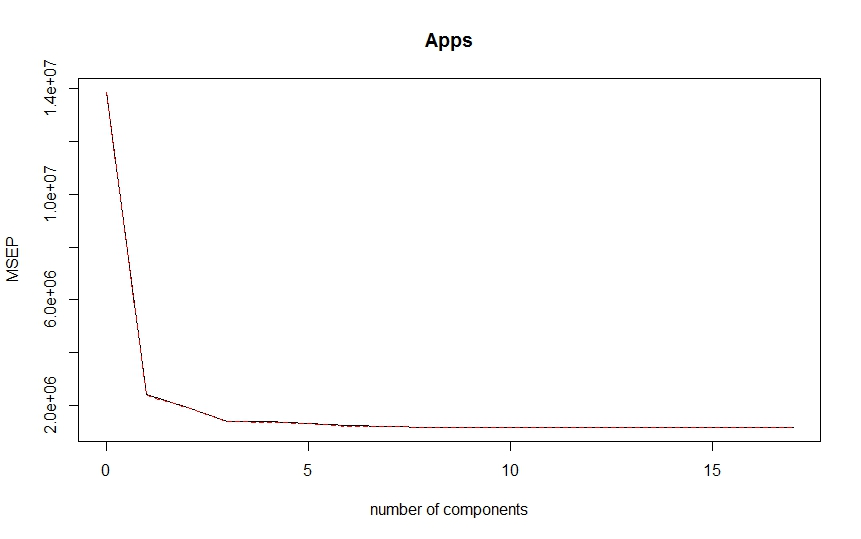 Apps
MSEP
1.4e+07
1.0e+07
6.0e+06
2.0e+06
0 5 10 15
number of components